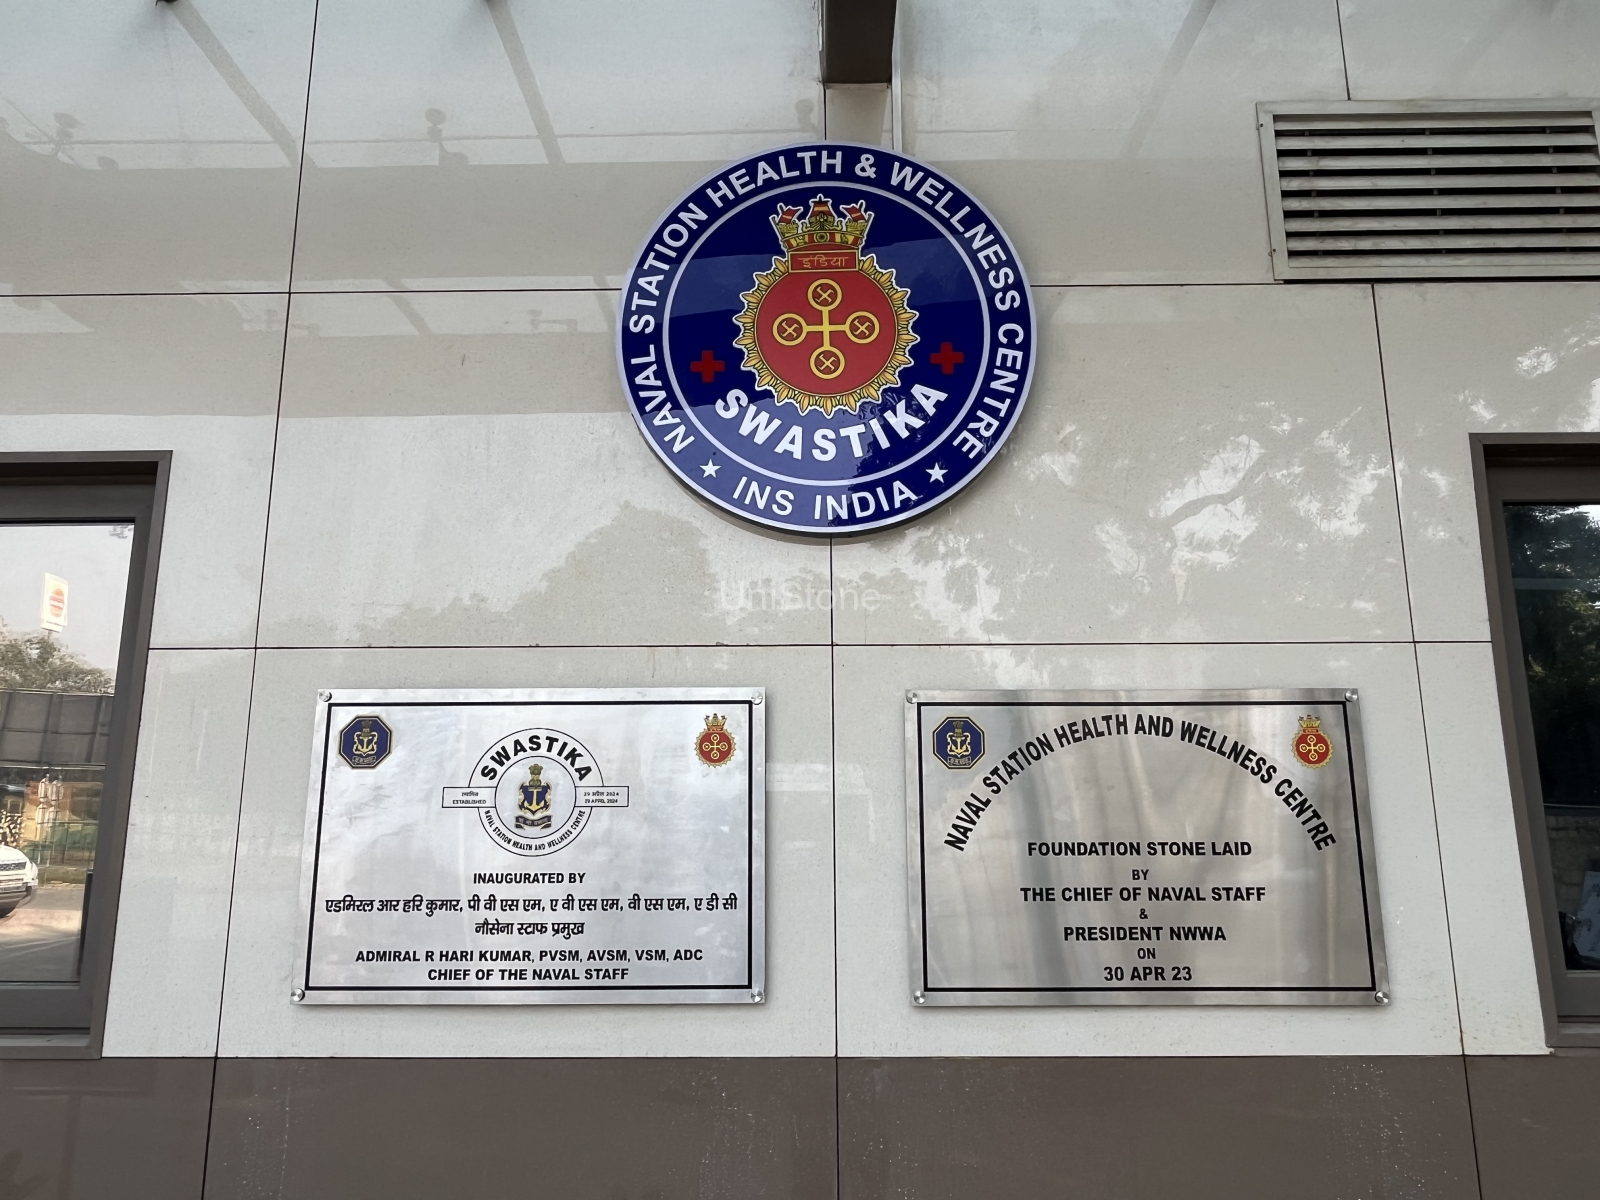 NAVAL STATION HEALTH & WELLNESS CENTRE
इंडिया
SWASTIKA
★ INS INDIA ★
UniStone
SWASTIKA
स्थापित
ESTABLISHED
29 अप्रैल 2024
29 APRIL 2024
NAVAL STATION HEALTH AND WELLNESS CENTRE
INAUGURATED BY
एडमिरल आर हरि कुमार, पी वी एस एम, ए वी एस एम, वी एस एम, ए डी सी
नौसेना स्टाफ प्रमुख
ADMIRAL R HARI KUMAR, PVSM, AVSM, VSM, ADC
CHIEF OF THE NAVAL STAFF
NAVAL STATION HEALTH AND WELLNESS CENTRE
FOUNDATION STONE LAID
BY
THE CHIEF OF NAVAL STAFF
&
PRESIDENT NWWA
ON
30 APR 23